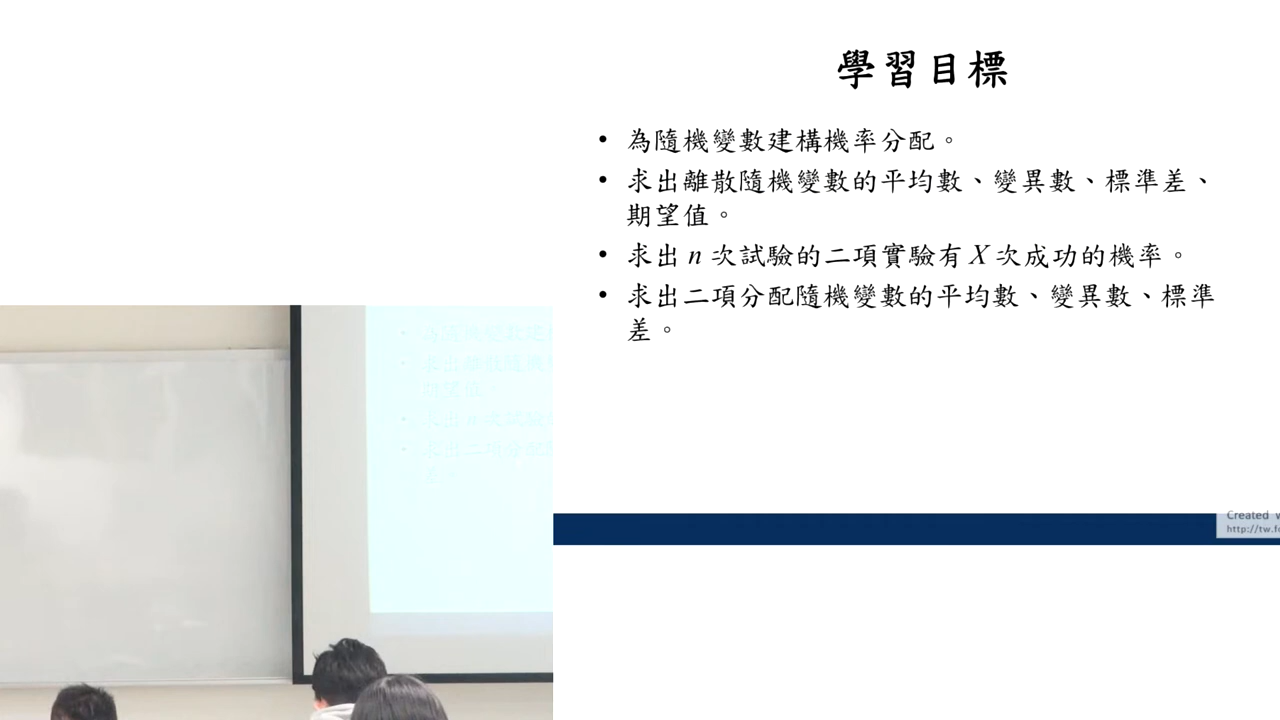 學習目標
• 為隨機變數建構機率分配。
• 求出離散隨機變數的平均數、變異數、標準差、
期望值。
• 求出 n 次試驗的二項實驗有 X 次成功的機率。
• 求出二項分配隨機變數的平均數、變異數、標準
差。
Created
http://tw.f